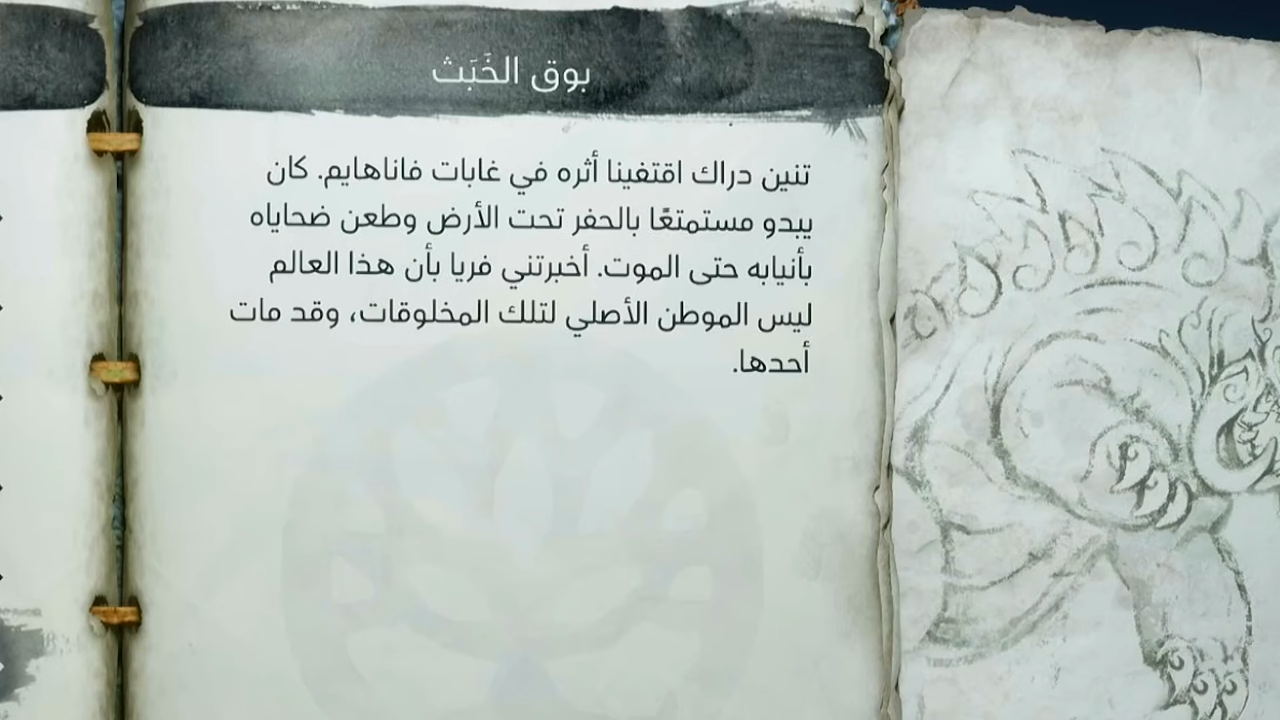 بوق الخَبَث
تنين دراك اقتفينا أثره في غابات فاناهايم. كان
يبدو مستمتعًا بالحفر تحت الأرض وطعن ضحاياه
بأنيابه حتى الموت. أخبرتني فريا بأن هذا العالم
ليس الموطن الأصلي لتلك المخلوقات، وقد مات
أحدها.